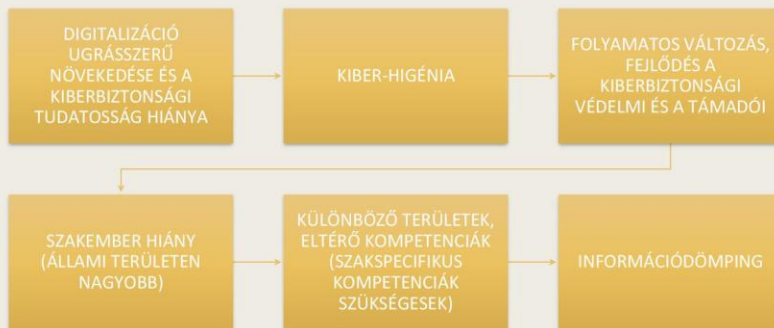 DIGITALIZÁCIÓ
UGRÁSSZERŰ
NÖVEKEDÉSE ÉS A
KIBERBIZTONSÁGI
TUDATOSSÁG HIÁNYA
KIBER-HIGÉNIA
FOLYAMATOS VÁLTOZÁS,
FEJLŐDÉS A
KIBERBIZTONSÁGI
VÉDELMI ÉS A TÁMADÓI
SZAKEMBER HIÁNY
(ÁLLAMI TERÜLETEN
NAGYOBB)
KÜLÖNBÖZŐ TERÜLETEK,
ELTÉRŐ KOMPETENCIÁK
(SZAKSPECIFIKUS
KOMPETENCIÁK
SZÜKSÉGESEK)
INFORMÁCIÓDÖMPING